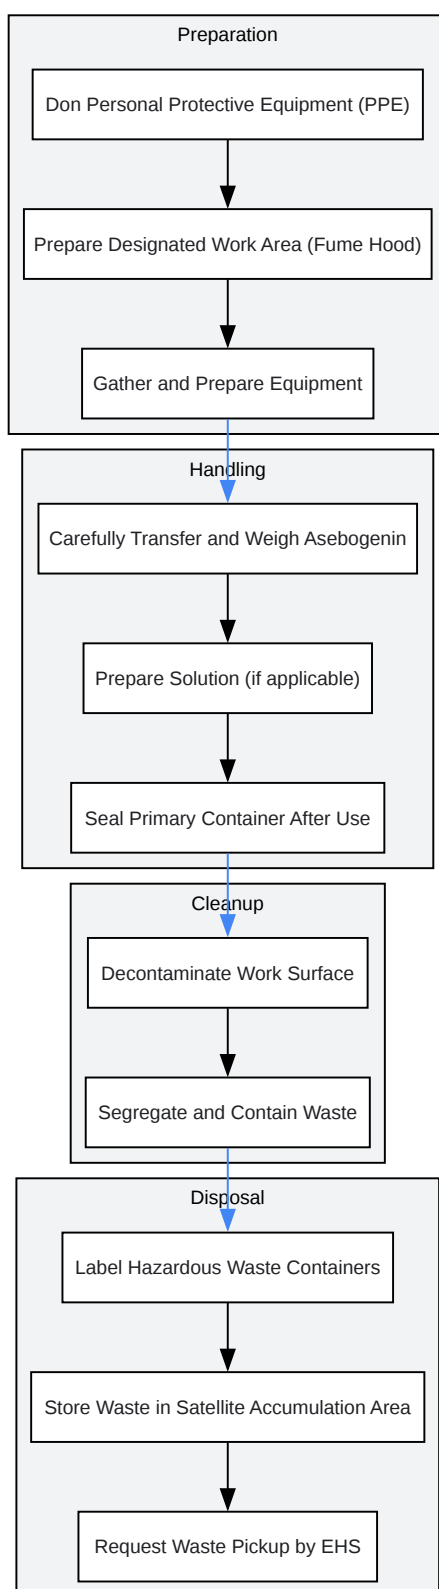 Preparation
Don Personal Protective Equipment (PPE)
Prepare Designated Work Area (Fume Hood)
Gather and Prepare Equipment
Handling
Carefully Transfer and Weigh Asebogenin
Prepare Solution (if applicable)
Seal Primary Container After Use
Cleanup
Decontaminate Work Surface
Segregate and Contain Waste
Disposal
Label Hazardous Waste Containers
Store Waste in Satellite Accumulation Area
Request Waste Pickup by EHS